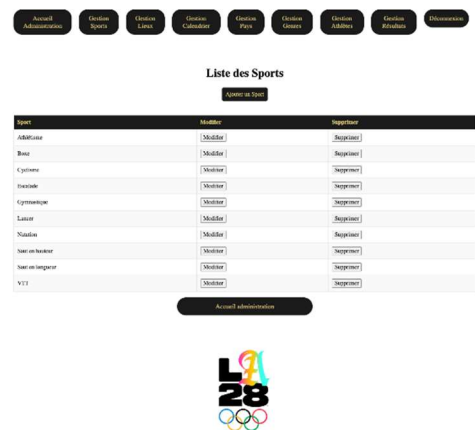 Accueil
Administration
Gestion
Sports
Gestion
Lieux
Gestion
Calendrier
Gestion
Pays
Gestion
Genres
Gestion
Athlètes
Gestion
Résultats
Déconnexion
Liste des Sports
Ajouter un Sport
Sport Modifier Supprimer
Athlétisme Modifier Supprimer
Boxe Modifier Supprimer
Cyclisme Modifier Supprimer
Escalade Modifier Supprimer
Gymnastique Modifier Supprimer
Lancer Modifier Supprimer
Natation Modifier Supprimer
Saut en hauteur Modifier Supprimer
Saut en longueur Modifier Supprimer
VTT Modifier Supprimer
Accueil administration
LA
28